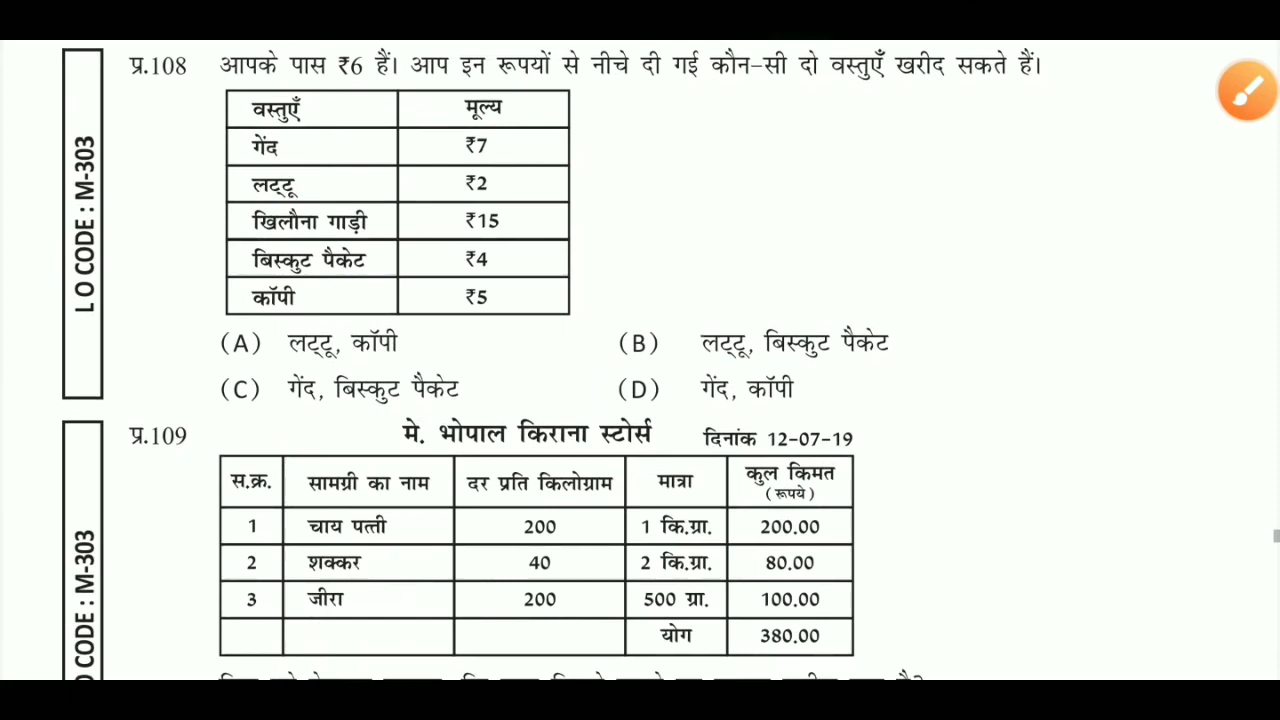 प्र.108 आपके पास ₹6 हैं। आप इन रूपयों से नीचे दी गई कौन-सी दो वस्तुएँ खरीद सकते हैं।
वस्तुएँ मूल्य
गेंद ₹7
लट्टू ₹2
खिलौना गाड़ी ₹15
बिस्कुट पैकेट ₹4
कॉपी ₹5
(A) लट्टू, कॉपी (B) लट्टू, बिस्कुट पैकेट
(C) गेंद, बिस्कुट पैकेट (D) गेंद, कॉपी
LO CODE : M-303
प्र.109 मे. भोपाल किराना स्टोर्स दिनांक 12-07-19
स.क्र. सामग्री का नाम दर प्रति किलोग्राम मात्रा कुल किमत (रूपये)
1 चाय पत्ती 200 1 कि.ग्रा. 200.00
2 शक्कर 40 2 कि.ग्रा. 80.00
3 जीरा 200 500 ग्रा. 100.00
योग 380.00
O CODE : M-303